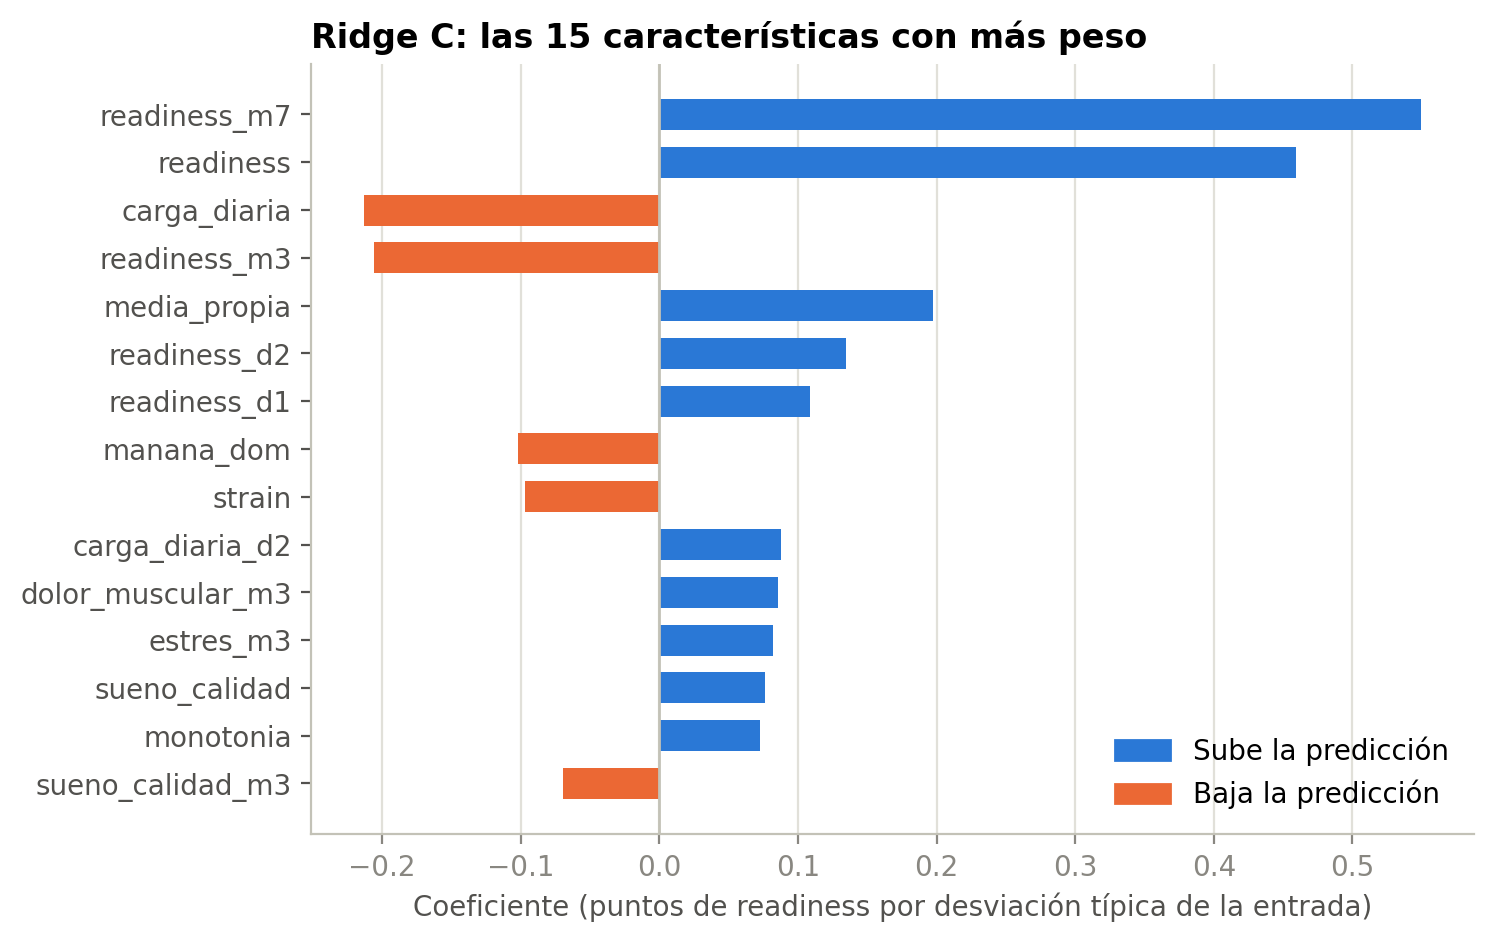 Ridge C: las 15 características con más peso
readiness_m7
readiness
carga_diaria
readiness_m3
media_propia
readiness_d2
readiness_d1
manana_dom
strain
carga_diaria_d2
dolor_muscular_m3
estres_m3
sueno_calidad
monotonia
sueno_calidad_m3
Sube la predicción
Baja la predicción
−0.2 −0.1 0.0 0.1 0.2 0.3 0.4 0.5
Coeficiente (puntos de readiness por desviación típica de la entrada)